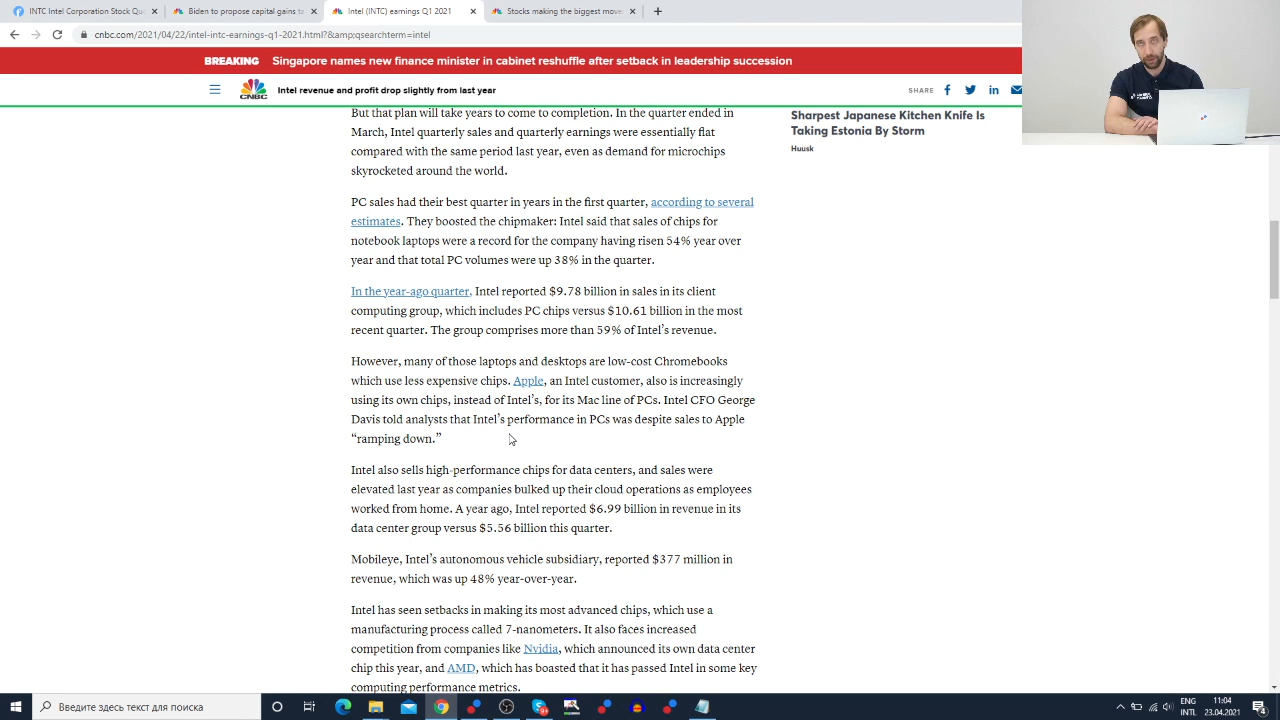 INTC Intel Corporation Stock Qu
Biden to propose capital gains ta
Intel (INTC) earnings Q1 2021
Stocks making the biggest move
cnbc.com/2021/04/22/intel-intc-earnings-q1-2021.html?&amp;qsearchterm=intel
BREAKING Singapore names new finance minister in cabinet reshuffle after setback in leadership succession
CNBC
Intel revenue and profit drop slightly from last year
SHARE
But that plan will take years to come to completion. In the quarter ended in
March, Intel quarterly sales and quarterly earnings were essentially flat
compared with the same period last year, even as demand for microchips
skyrocketed around the world.
Sharpest Japanese Kitchen Knife Is
Taking Estonia By Storm
Huusk
PC sales had their best quarter in years in the first quarter, according to several
estimates. They boosted the chipmaker: Intel said that sales of chips for
notebook laptops were a record for the company having risen 54% year over
year and that total PC volumes were up 38% in the quarter.
In the year-ago quarter, Intel reported $9.78 billion in sales in its client
computing group, which includes PC chips versus $10.61 billion in the most
recent quarter. The group comprises more than 59% of Intel's revenue.
However, many of those laptops and desktops are low-cost Chromebooks
which use less expensive chips. Apple, an Intel customer, also is increasingly
using its own chips, instead of Intel's, for its Mac line of PCs. Intel CFO George
Davis told analysts that Intel's performance in PCs was despite sales to Apple
“ramping down.”
Intel also sells high-performance chips for data centers, and sales were
elevated last year as companies bulked up their cloud operations as employees
worked from home. A year ago, Intel reported $6.99 billion in revenue in its
data center group versus $5.56 billion this quarter.
Mobileye, Intel's autonomous vehicle subsidiary, reported $377 million in
revenue, which was up 48% year-over-year.
Intel has seen setbacks in making its most advanced chips, which use a
manufacturing process called 7-nanometers. It also faces increased
competition from companies like Nvidia, which announced its own data center
chip this year, and AMD, which has boasted that it has passed Intel in some key
computing performance metrics.
Введите здесь текст для поиска
ENG
INTL
11:04
23.04.2021